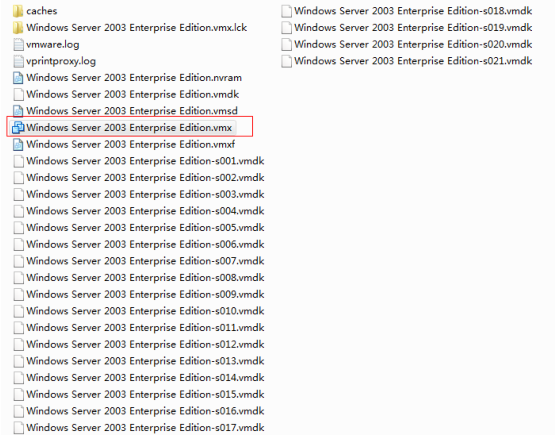 caches
Windows Server 2003 Enterprise Edition.vmx.lck
vmware.log
vprintproxy.log
Windows Server 2003 Enterprise Edition.nvram
Windows Server 2003 Enterprise Edition.vmdk
Windows Server 2003 Enterprise Edition.vmsd
Windows Server 2003 Enterprise Edition.vmx
Windows Server 2003 Enterprise Edition.vmxf
Windows Server 2003 Enterprise Edition-s001.vmdk
Windows Server 2003 Enterprise Edition-s002.vmdk
Windows Server 2003 Enterprise Edition-s003.vmdk
Windows Server 2003 Enterprise Edition-s004.vmdk
Windows Server 2003 Enterprise Edition-s005.vmdk
Windows Server 2003 Enterprise Edition-s006.vmdk
Windows Server 2003 Enterprise Edition-s007.vmdk
Windows Server 2003 Enterprise Edition-s008.vmdk
Windows Server 2003 Enterprise Edition-s009.vmdk
Windows Server 2003 Enterprise Edition-s010.vmdk
Windows Server 2003 Enterprise Edition-s011.vmdk
Windows Server 2003 Enterprise Edition-s012.vmdk
Windows Server 2003 Enterprise Edition-s013.vmdk
Windows Server 2003 Enterprise Edition-s014.vmdk
Windows Server 2003 Enterprise Edition-s015.vmdk
Windows Server 2003 Enterprise Edition-s016.vmdk
Windows Server 2003 Enterprise Edition-s017.vmdk
Windows Server 2003 Enterprise Edition-s018.vmdk
Windows Server 2003 Enterprise Edition-s019.vmdk
Windows Server 2003 Enterprise Edition-s020.vmdk
Windows Server 2003 Enterprise Edition-s021.vmdk